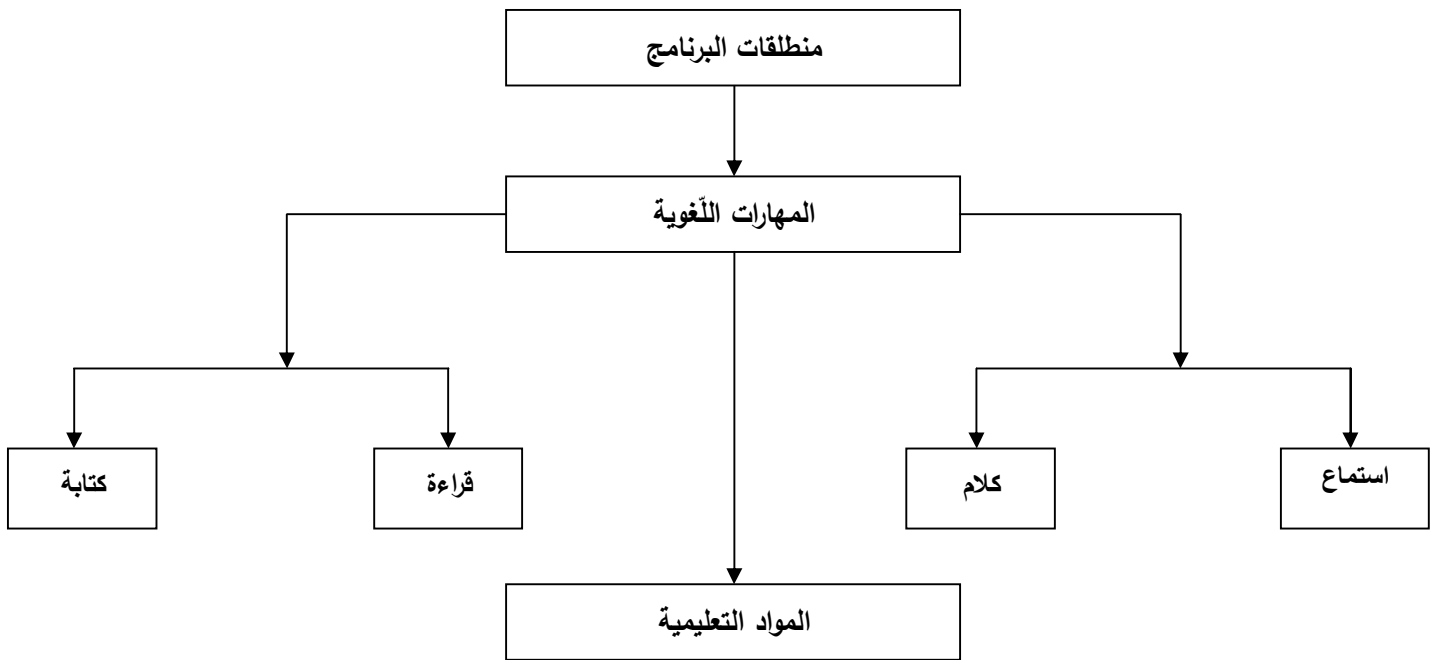 منطلقات البرنامج
المهارات اللّغوية
استماع
كلام
قراءة
كتابة
المواد التعليمية